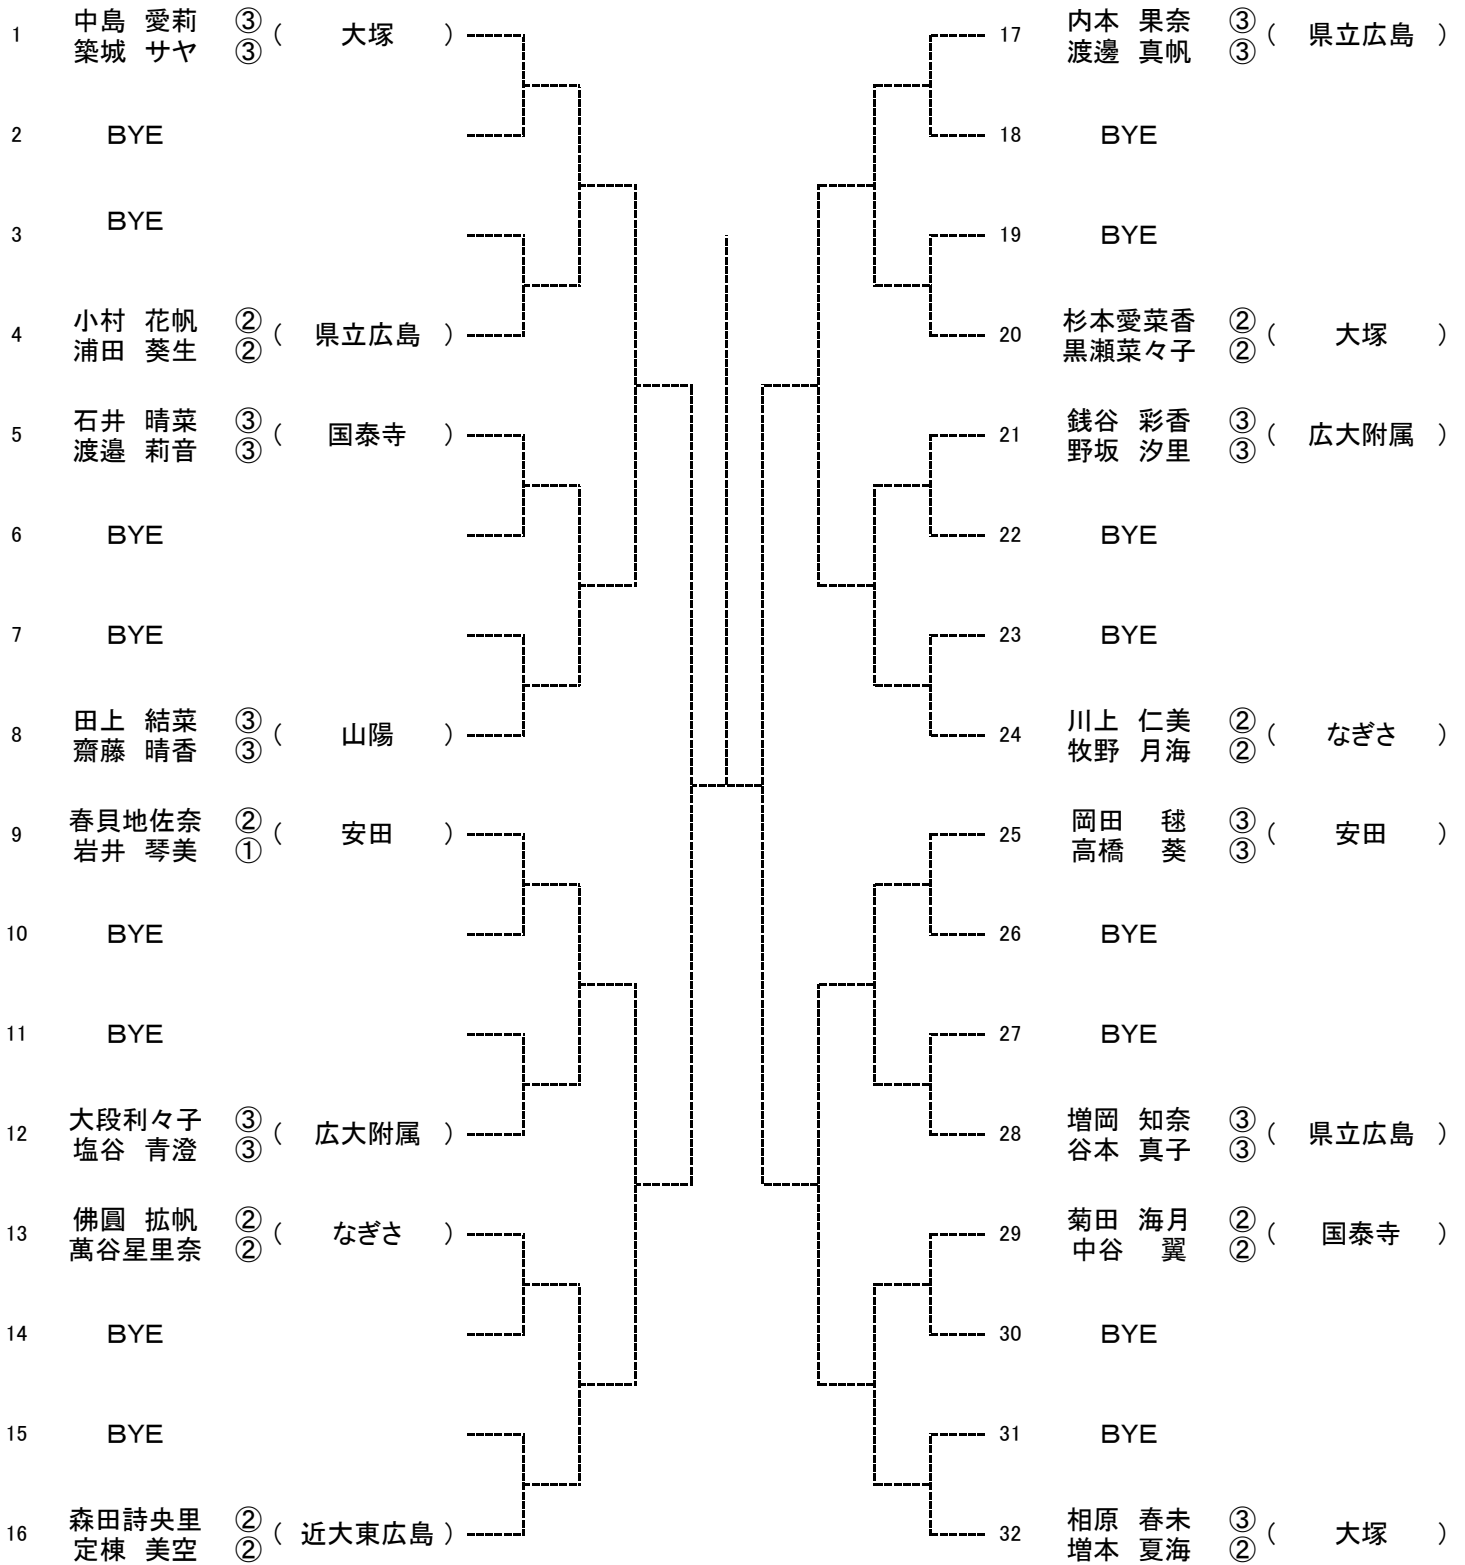 中島 愛莉 ③
1 ( 大塚 )
築城 サヤ ③
2 BYE
3 BYE
小村 花帆 ②
4 ( 県立広島 )
浦田 葵生 ②
石井 晴菜 ③
5 ( 国泰寺 )
渡邉 莉音 ③
6 BYE
7 BYE
田上 結菜 ③
8 ( 山陽 )
齋藤 晴香 ③
春貝地佐奈 ②
9 ( 安田 )
岩井 琴美 ①
10 BYE
11 BYE
大段利々子 ③
12 ( 広大附属 )
塩谷 青澄 ③
佛圓 拡帆 ②
13 ( なぎさ )
萬谷星里奈 ②
14 BYE
15 BYE
森田詩央里 ②
16 ( 近大東広島 )
定棟 美空 ②
内本 果奈 ③
17 ( 県立広島 )
渡邊 真帆 ③
18 BYE
19 BYE
杉本愛菜香 ②
20 ( 大塚 )
黒瀬菜々子 ②
銭谷 彩香 ③
21 ( 広大附属 )
野坂 汐里 ③
22 BYE
23 BYE
川上 仁美 ②
24 ( なぎさ )
牧野 月海 ②
岡田 毬 ③
25 ( 安田 )
高橋 葵 ③
26 BYE
27 BYE
増岡 知奈 ③
28 ( 県立広島 )
谷本 真子 ③
菊田 海月 ②
29 ( 国泰寺 )
中谷 翼 ②
30 BYE
31 BYE
相原 春未 ③
32 ( 大塚 )
増本 夏海 ②